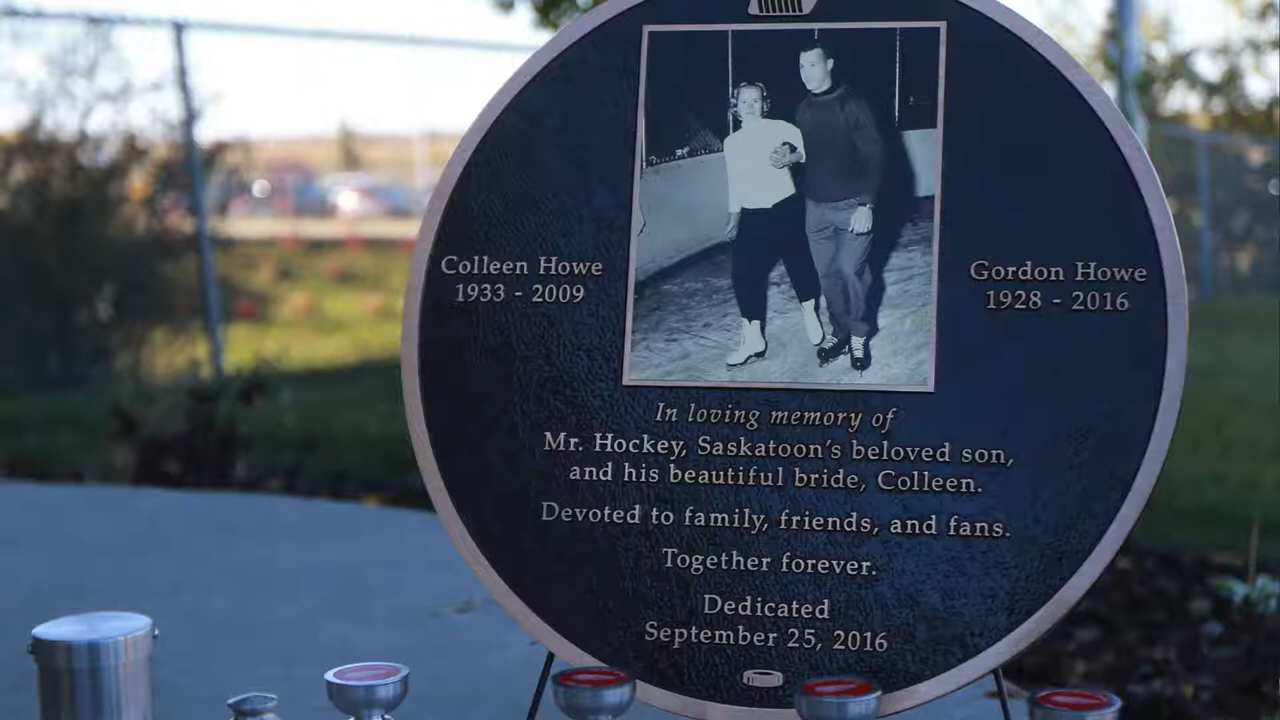 Colleen Howe
1933 - 2009
Gordon Howe
1928 - 2016
In loving memory of
Mr. Hockey, Saskatoon's beloved son,
and his beautiful bride, Colleen.
Devoted to family, friends, and fans.
Together forever.
Dedicated
September 25, 2016